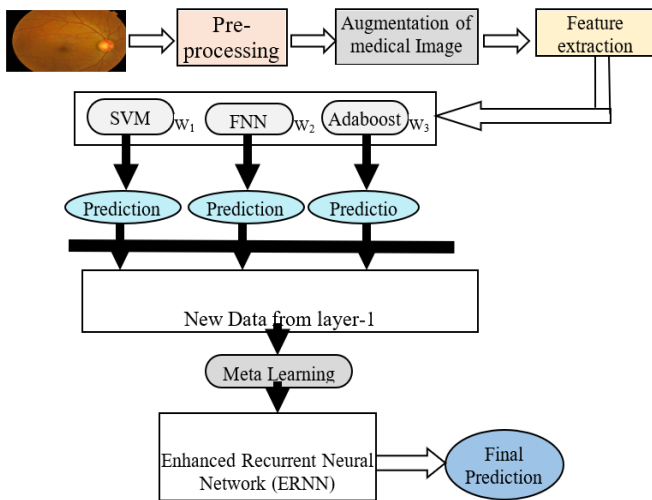 Pre-
processing
Augmentation of
medical Image
Feature
extraction
SVM W₁
FNN W₂
Adaboost W₃
Prediction
Prediction
Predictio
New Data from layer-1
Meta Learning
Enhanced Recurrent Neural
Network (ERNN)
Final
Prediction